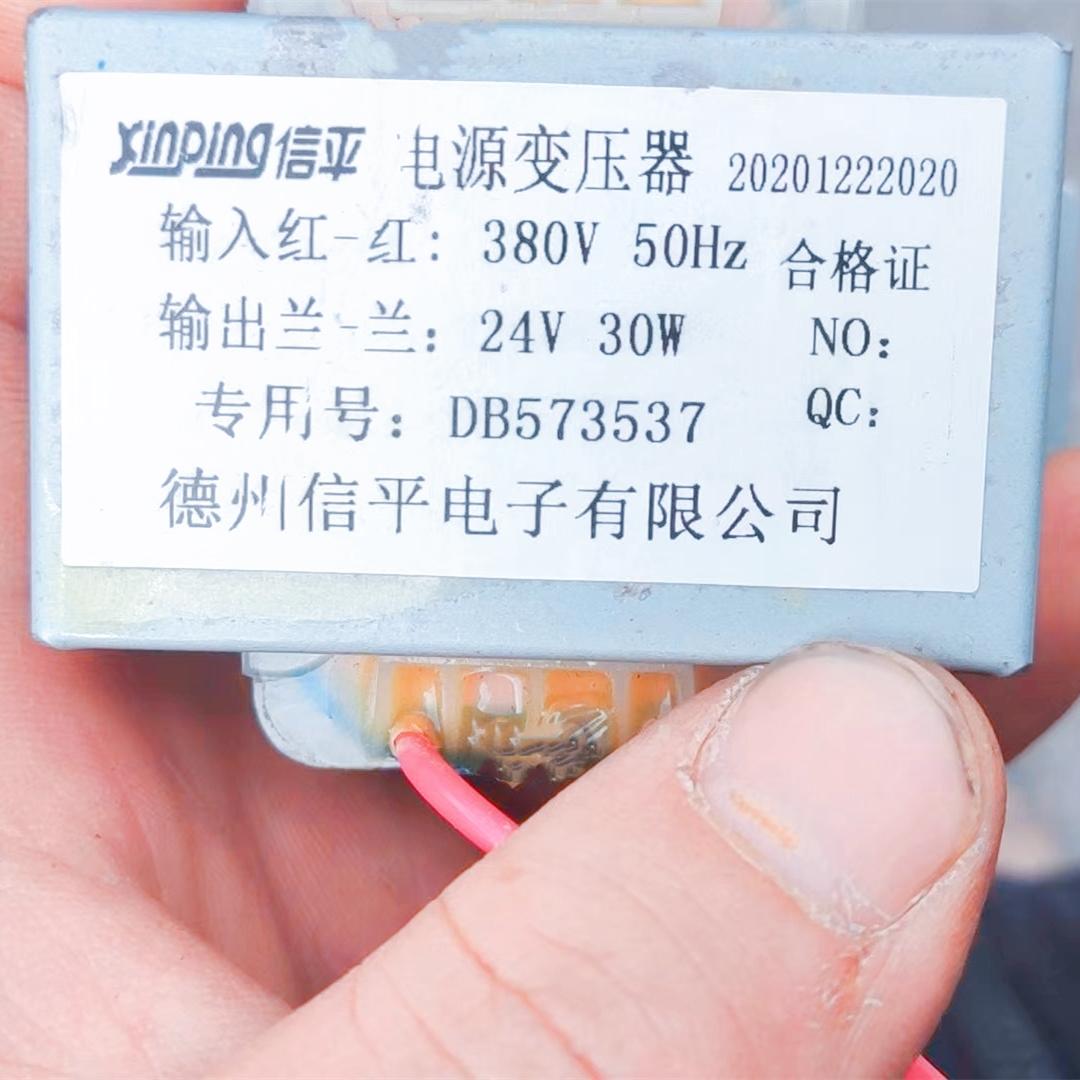 xinping信平 电源变压器 20201222020
输入红-红：380V 50Hz 合格证
输出兰-兰：24V 30W NO：
专用号：DB573537 QC：
德州信平电子有限公司